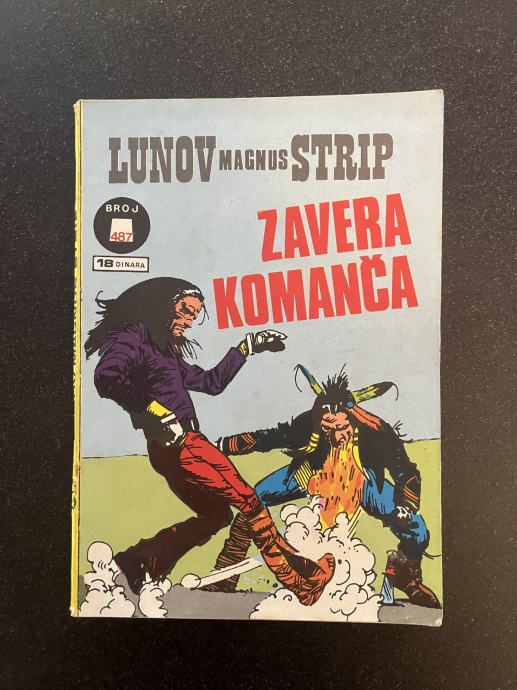 LUNOV MAGNUS STRIP
BROJ
487
18 DINARA
ZAVERA
KOMANČA